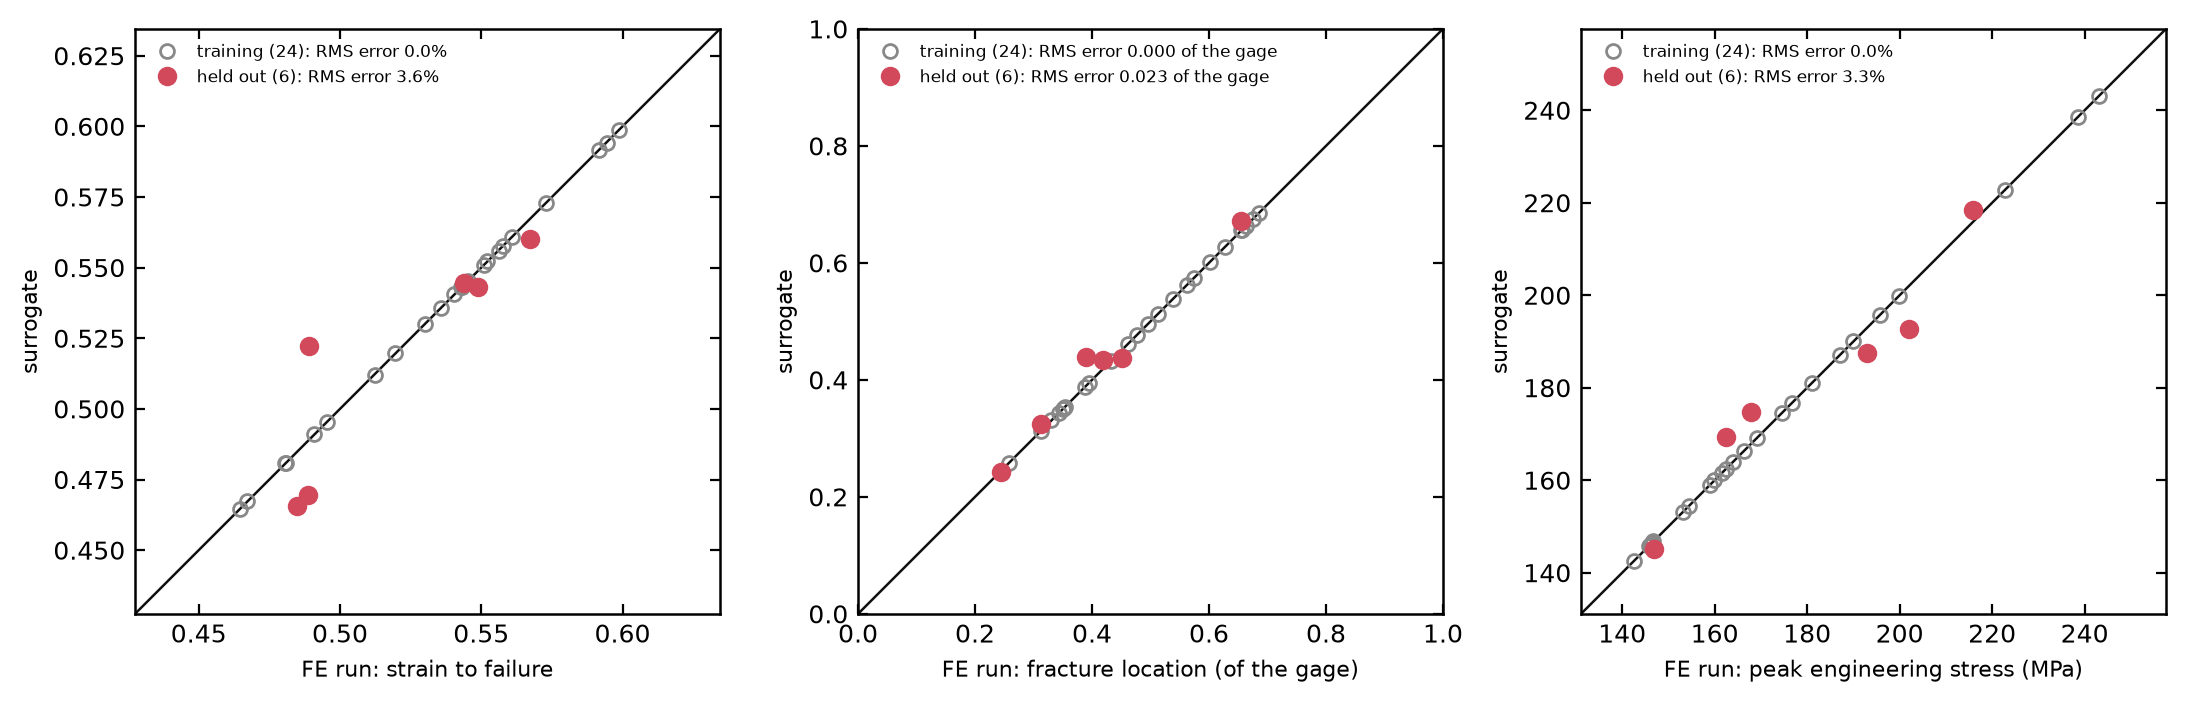 training (24): RMS error 0.0%
held out (6): RMS error 3.6%
0.625
0.600
0.575
0.550
0.525
0.500
0.475
0.450
surrogate
0.45 0.50 0.55 0.60
FE run: strain to failure
training (24): RMS error 0.000 of the gage
held out (6): RMS error 0.023 of the gage
1.0
0.8
0.6
0.4
0.2
0.0
surrogate
0.0 0.2 0.4 0.6 0.8 1.0
FE run: fracture location (of the gage)
training (24): RMS error 0.0%
held out (6): RMS error 3.3%
240
220
200
180
160
140
surrogate
140 160 180 200 220 240
FE run: peak engineering stress (MPa)